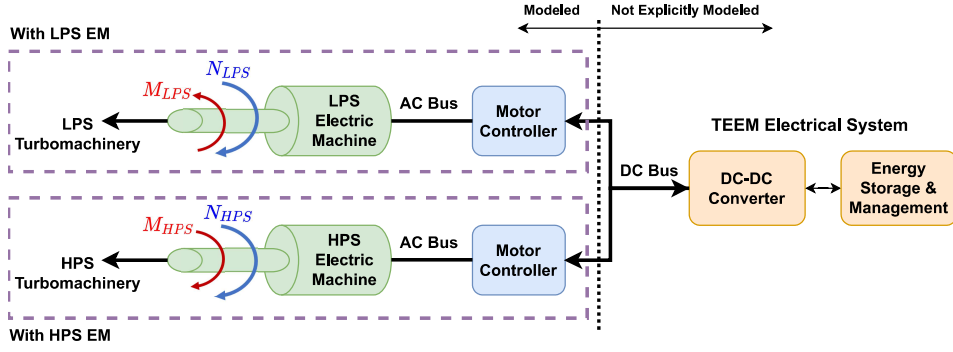 Modeled
Not Explicitly Modeled
With LPS EM
N_LPS
M_LPS
LPS
Turbomachinery
LPS
Electric
Machine
AC Bus
Motor
Controller
TEEM Electrical System
DC Bus
DC-DC
Converter
Energy
Storage &
Management
N_HPS
M_HPS
HPS
Turbomachinery
HPS
Electric
Machine
AC Bus
Motor
Controller
With HPS EM